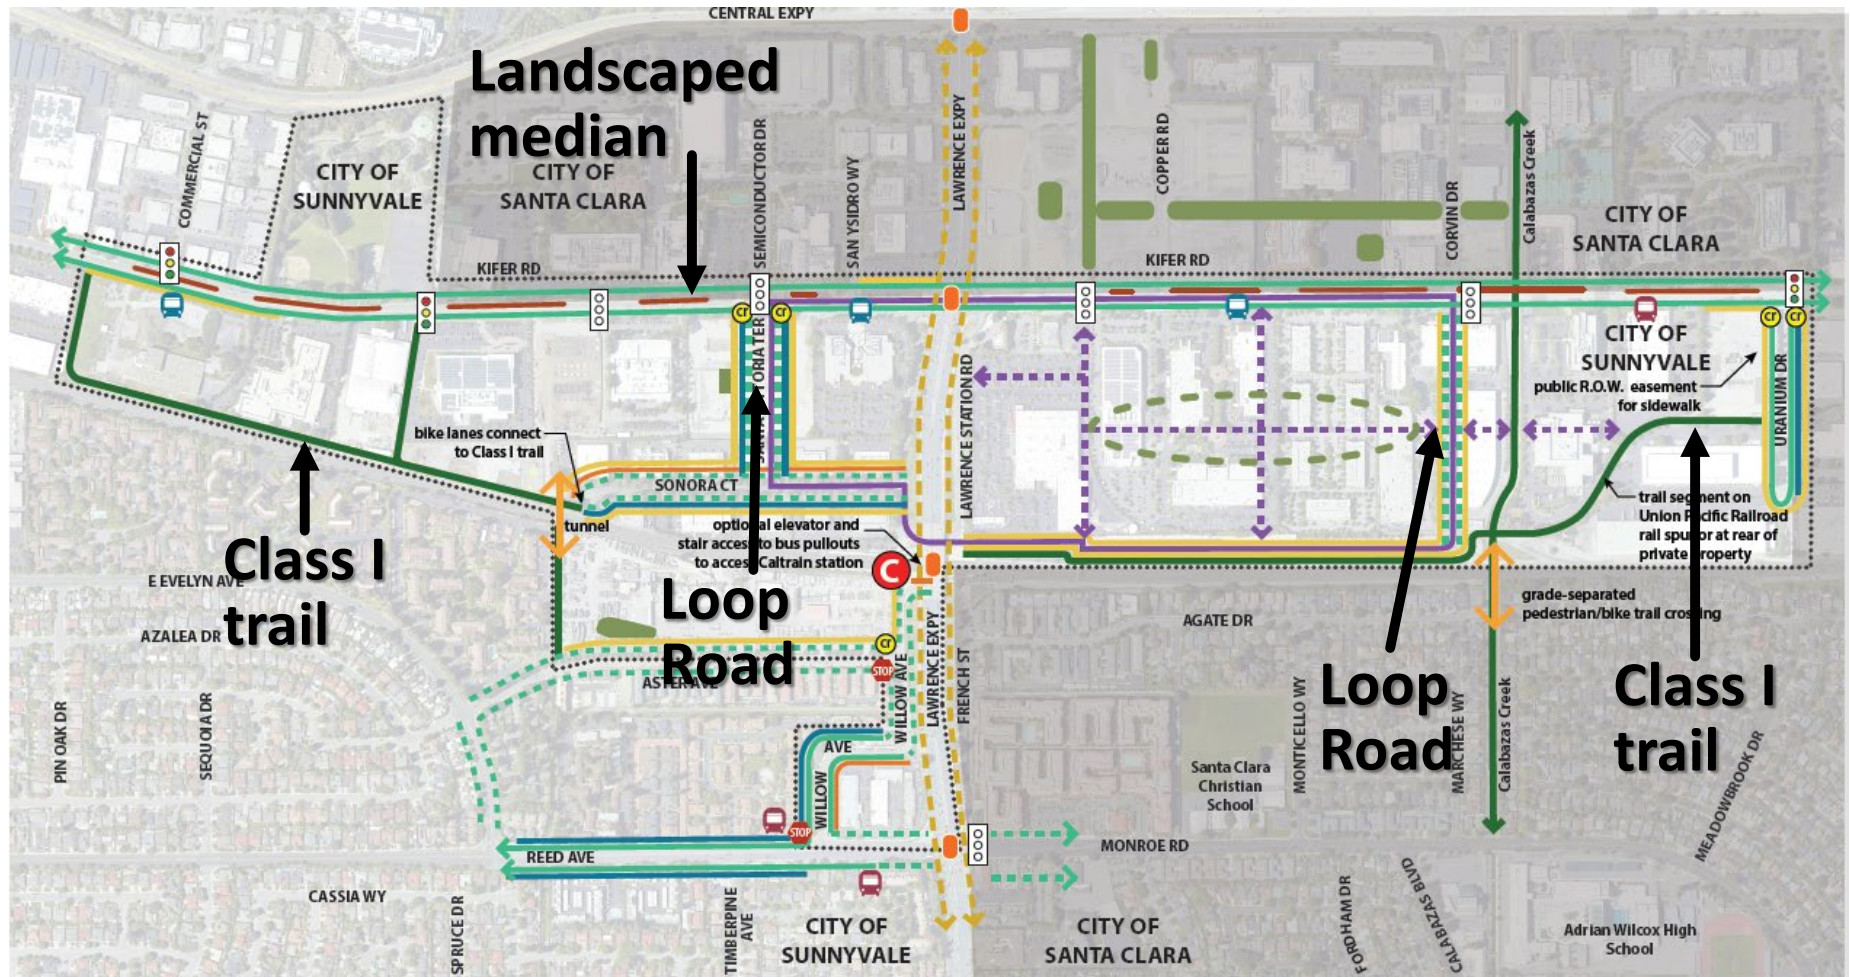 CENTRAL EXPY
Landscaped
median
COMMERCIAL ST
CITY OF
SUNNYVALE
CITY OF
SANTA CLARA
SEMICONDUCTOR DR
SAN YSIDRO WY
LAWRENCE EXPY
COPPER RD
CORVIN DR
Calabazas Creek
CITY OF
SANTA CLARA
KIFER RD
KIFER RD
cr
cr
cr
cr
CITY OF
SUNNYVALE
public R.O.W. easement
for sidewalk
URANIUM DR
LAWRENCE STATION RD
bike lanes connect
to Class I trail
SONORA CT
tunnel
optional elevator and
stair access to bus pullouts
to access Caltrain station
C
trail segment on
Union Pacific Railroad
rail spur or at rear of
private property
Class I
trail
E EVELYN AVE
AZALEA DR
Loop
Road
grade-separated
pedestrian/bike trail crossing
AGATE DR
cr
STOP
ASTER AVE
WILLOW AVE
LAWRENCE EXPY
FRENCH ST
Loop
Road
Class I
trail
PIN OAK DR
SEQUOIA DR
MONTICELLO WY
MARCHESE WY
Calabazas Creek
MEADOWBROOK DR
AVE
WILLOW
Santa Clara
Christian
School
STOP
REED AVE
MONROE RD
CASSIA WY
SPRUCE DR
TIMBERPINE
AVE
CITY OF
SUNNYVALE
CITY OF
SANTA CLARA
FORDHAM DR
CALABAZAS BLVD
Adrian Wilcox High
School